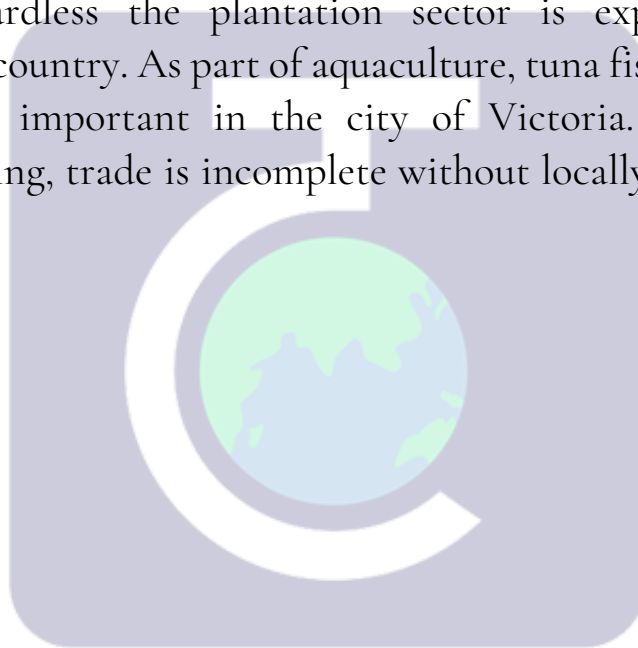 the plantation sector is
country. As part of aquaculture, tuna
important in the city of Victoria.
trade is incomplete without